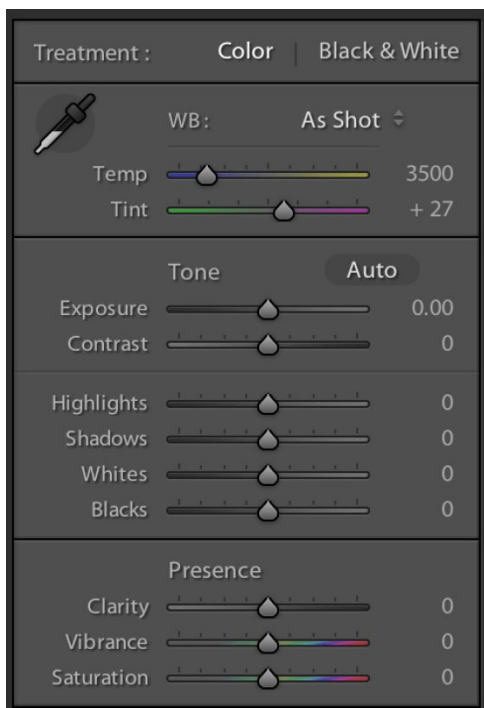 Treatment : Color | Black & White
WB: As Shot
Temp 3500
Tint + 27
Tone Auto
Exposure 0.00
Contrast 0
Highlights 0
Shadows 0
Whites 0
Blacks 0
Presence
Clarity 0
Vibrance 0
Saturation 0